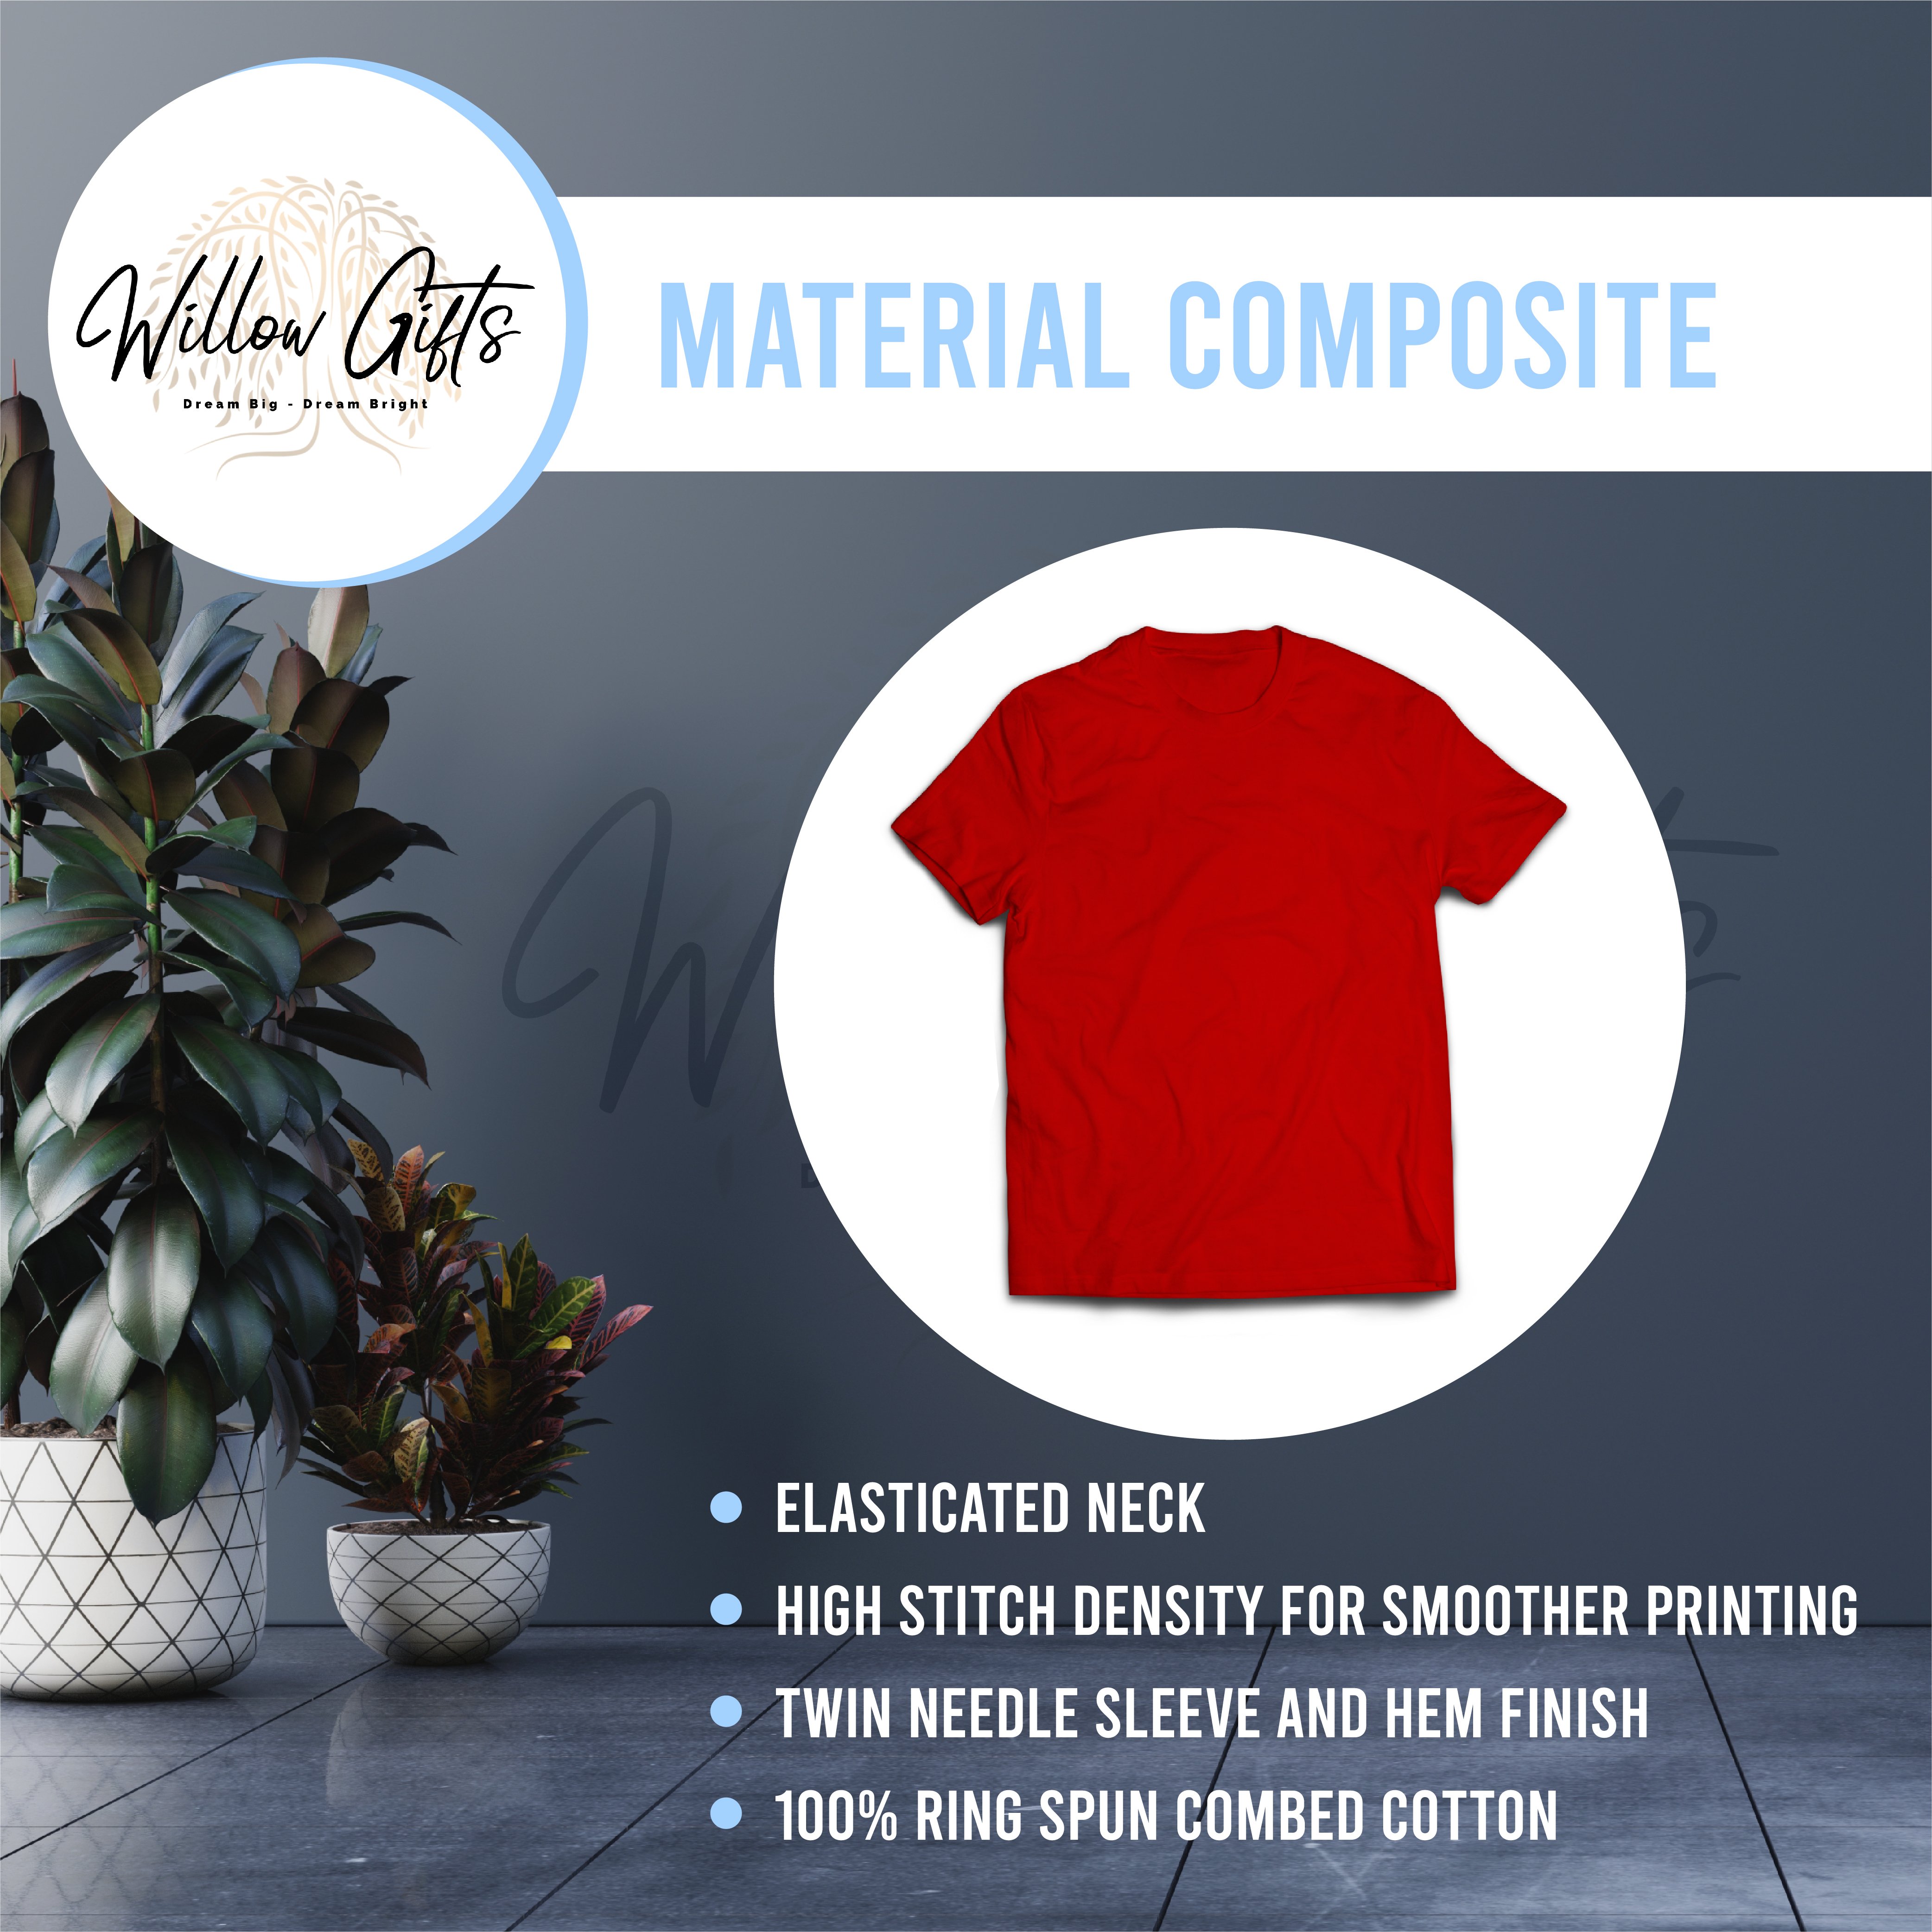 Willow Gifts
Dream Big - Dream Bright
MATERIAL COMPOSITE
ELASTICATED NECK
HIGH STITCH DENSITY FOR SMOOTHER PRINTING
TWIN NEEDLE SLEEVE AND HEM FINISH
100% RING SPUN COMBED COTTON